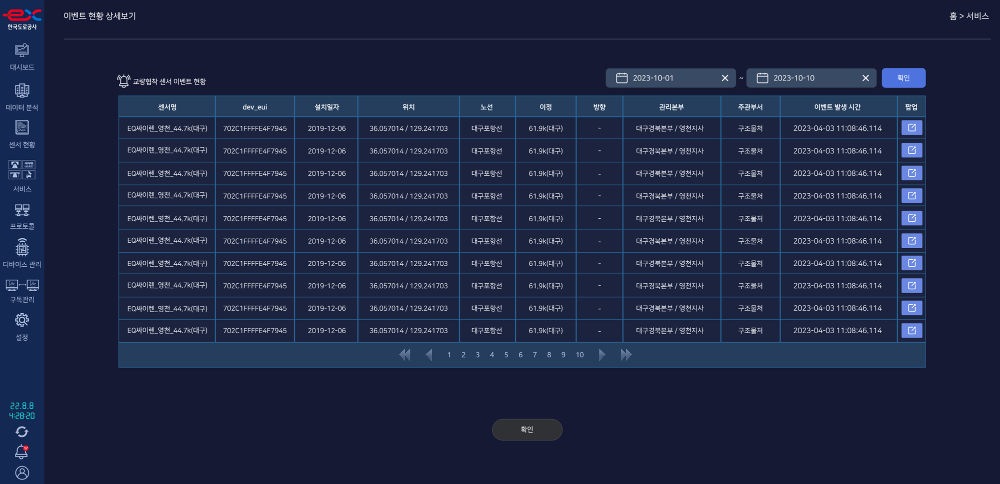 ex
한국도로공사
대시보드
데이터 분석
센서 현황
서비스
프로토콜
디바이스 관리
구독관리
설정
22.8.8
4:28:20
17
이벤트 현황 상세보기
홈 > 서비스
교량협착 센서 이벤트 현황
2023-10-01 ~ 2023-10-10 확인
센서명 dev_eui 설치일자 위치 노선 이정 방향 관리본부 주관부서 이벤트 발생 시간 팝업
EQ싸이렌_영천_44.7k(대구) 702C1FFFFE4F7945 2019-12-06 36.057014 / 129.241703 대구포항선 61.9k(대구) - 대구경북본부 / 영천지사 구조물처 2023-04-03 11:08:46.114
EQ싸이렌_영천_44.7k(대구) 702C1FFFFE4F7945 2019-12-06 36.057014 / 129.241703 대구포항선 61.9k(대구) - 대구경북본부 / 영천지사 구조물처 2023-04-03 11:08:46.114
EQ싸이렌_영천_44.7k(대구) 702C1FFFFE4F7945 2019-12-06 36.057014 / 129.241703 대구포항선 61.9k(대구) - 대구경북본부 / 영천지사 구조물처 2023-04-03 11:08:46.114
EQ싸이렌_영천_44.7k(대구) 702C1FFFFE4F7945 2019-12-06 36.057014 / 129.241703 대구포항선 61.9k(대구) - 대구경북본부 / 영천지사 구조물처 2023-04-03 11:08:46.114
EQ싸이렌_영천_44.7k(대구) 702C1FFFFE4F7945 2019-12-06 36.057014 / 129.241703 대구포항선 61.9k(대구) - 대구경북본부 / 영천지사 구조물처 2023-04-03 11:08:46.114
EQ싸이렌_영천_44.7k(대구) 702C1FFFFE4F7945 2019-12-06 36.057014 / 129.241703 대구포항선 61.9k(대구) - 대구경북본부 / 영천지사 구조물처 2023-04-03 11:08:46.114
EQ싸이렌_영천_44.7k(대구) 702C1FFFFE4F7945 2019-12-06 36.057014 / 129.241703 대구포항선 61.9k(대구) - 대구경북본부 / 영천지사 구조물처 2023-04-03 11:08:46.114
EQ싸이렌_영천_44.7k(대구) 702C1FFFFE4F7945 2019-12-06 36.057014 / 129.241703 대구포항선 61.9k(대구) - 대구경북본부 / 영천지사 구조물처 2023-04-03 11:08:46.114
EQ싸이렌_영천_44.7k(대구) 702C1FFFFE4F7945 2019-12-06 36.057014 / 129.241703 대구포항선 61.9k(대구) - 대구경북본부 / 영천지사 구조물처 2023-04-03 11:08:46.114
EQ싸이렌_영천_44.7k(대구) 702C1FFFFE4F7945 2019-12-06 36.057014 / 129.241703 대구포항선 61.9k(대구) - 대구경북본부 / 영천지사 구조물처 2023-04-03 11:08:46.114
1 2 3 4 5 6 7 8 9 10
확인